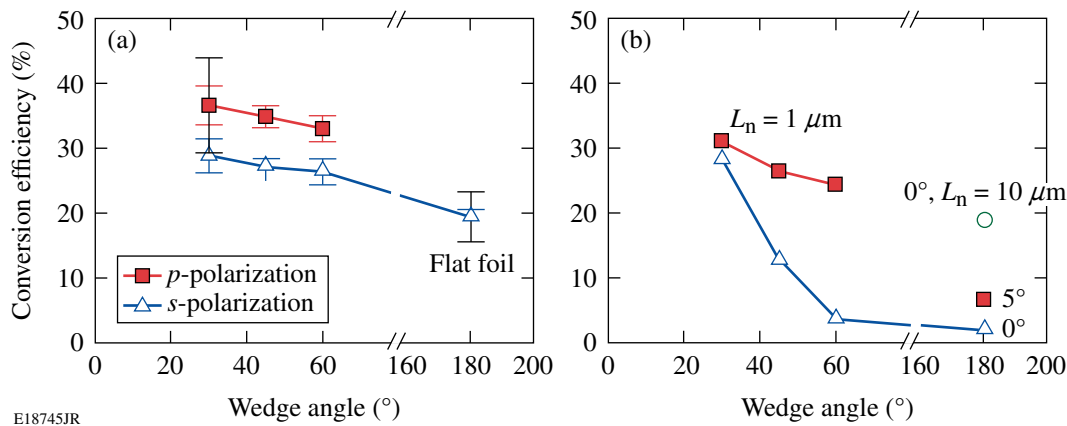 Conversion efficiency (%)
50
40
30
20
10
0
(a)
Flat foil
p-polarization
s-polarization
0 20 40 60 160 180 200
Wedge angle (°)
50
40
30
20
10
0
(b)
Ln = 1 μm
0°, Ln = 10 μm
5°
0°
0 20 40 60 160 180 200
Wedge angle (°)
E18745JR